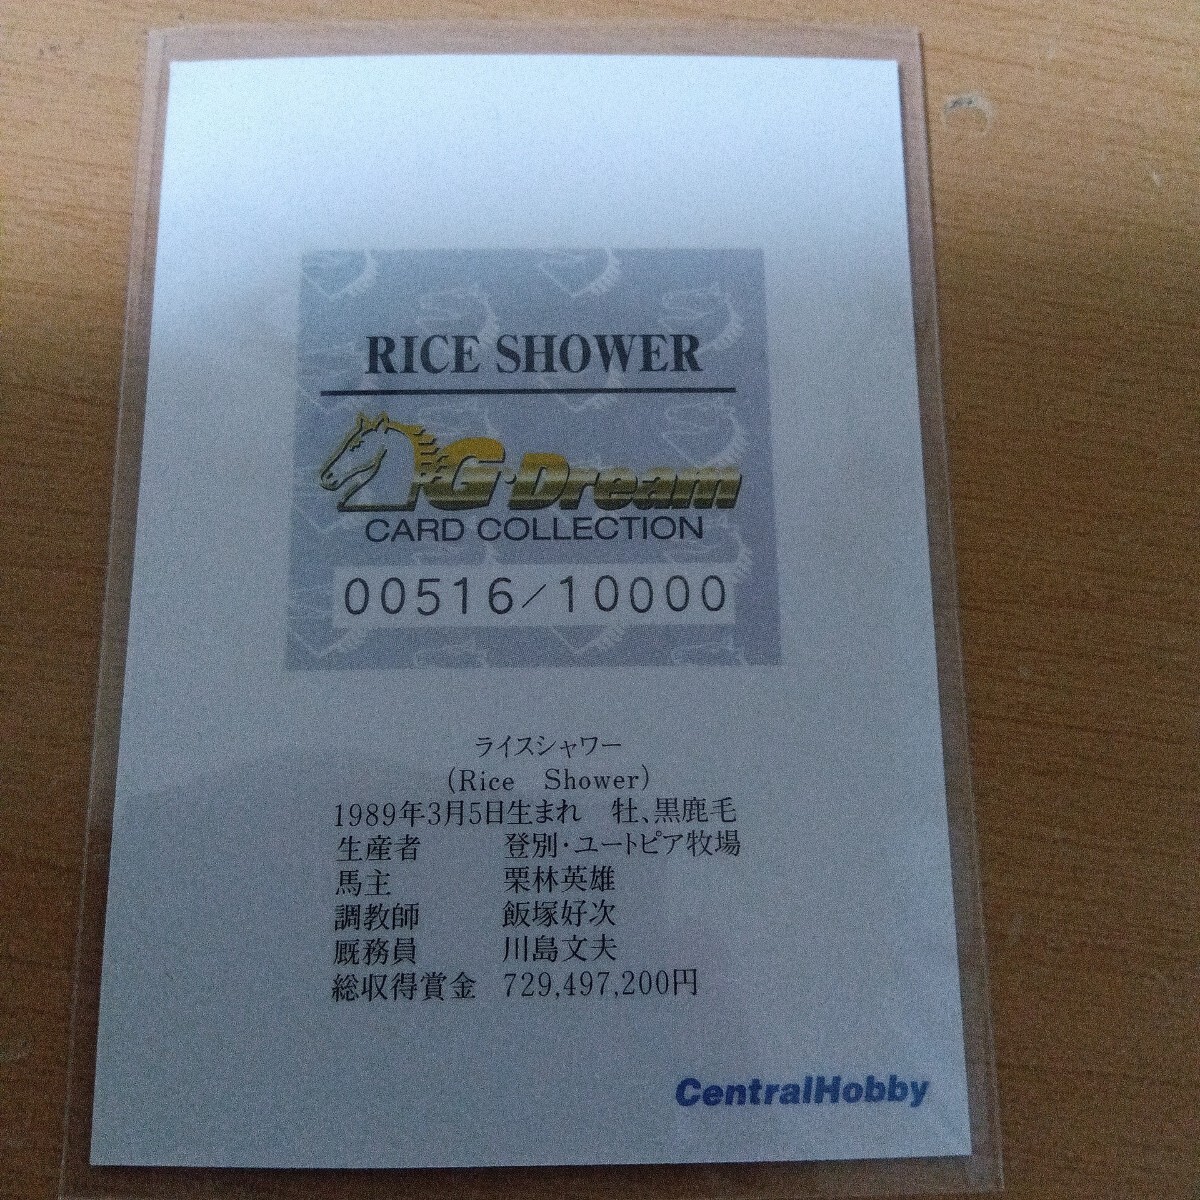 RICE SHOWER
G·Dream
CARD COLLECTION
00516/10000
ライスシャワー
(Rice Shower)
1989年3月5日生まれ 牡、黒鹿毛
生産者 登別・ユートピア牧場
馬主 栗林英雄
調教師 飯塚好次
厩務員 川島文夫
総収得賞金 729,497,200円
CentralHobby